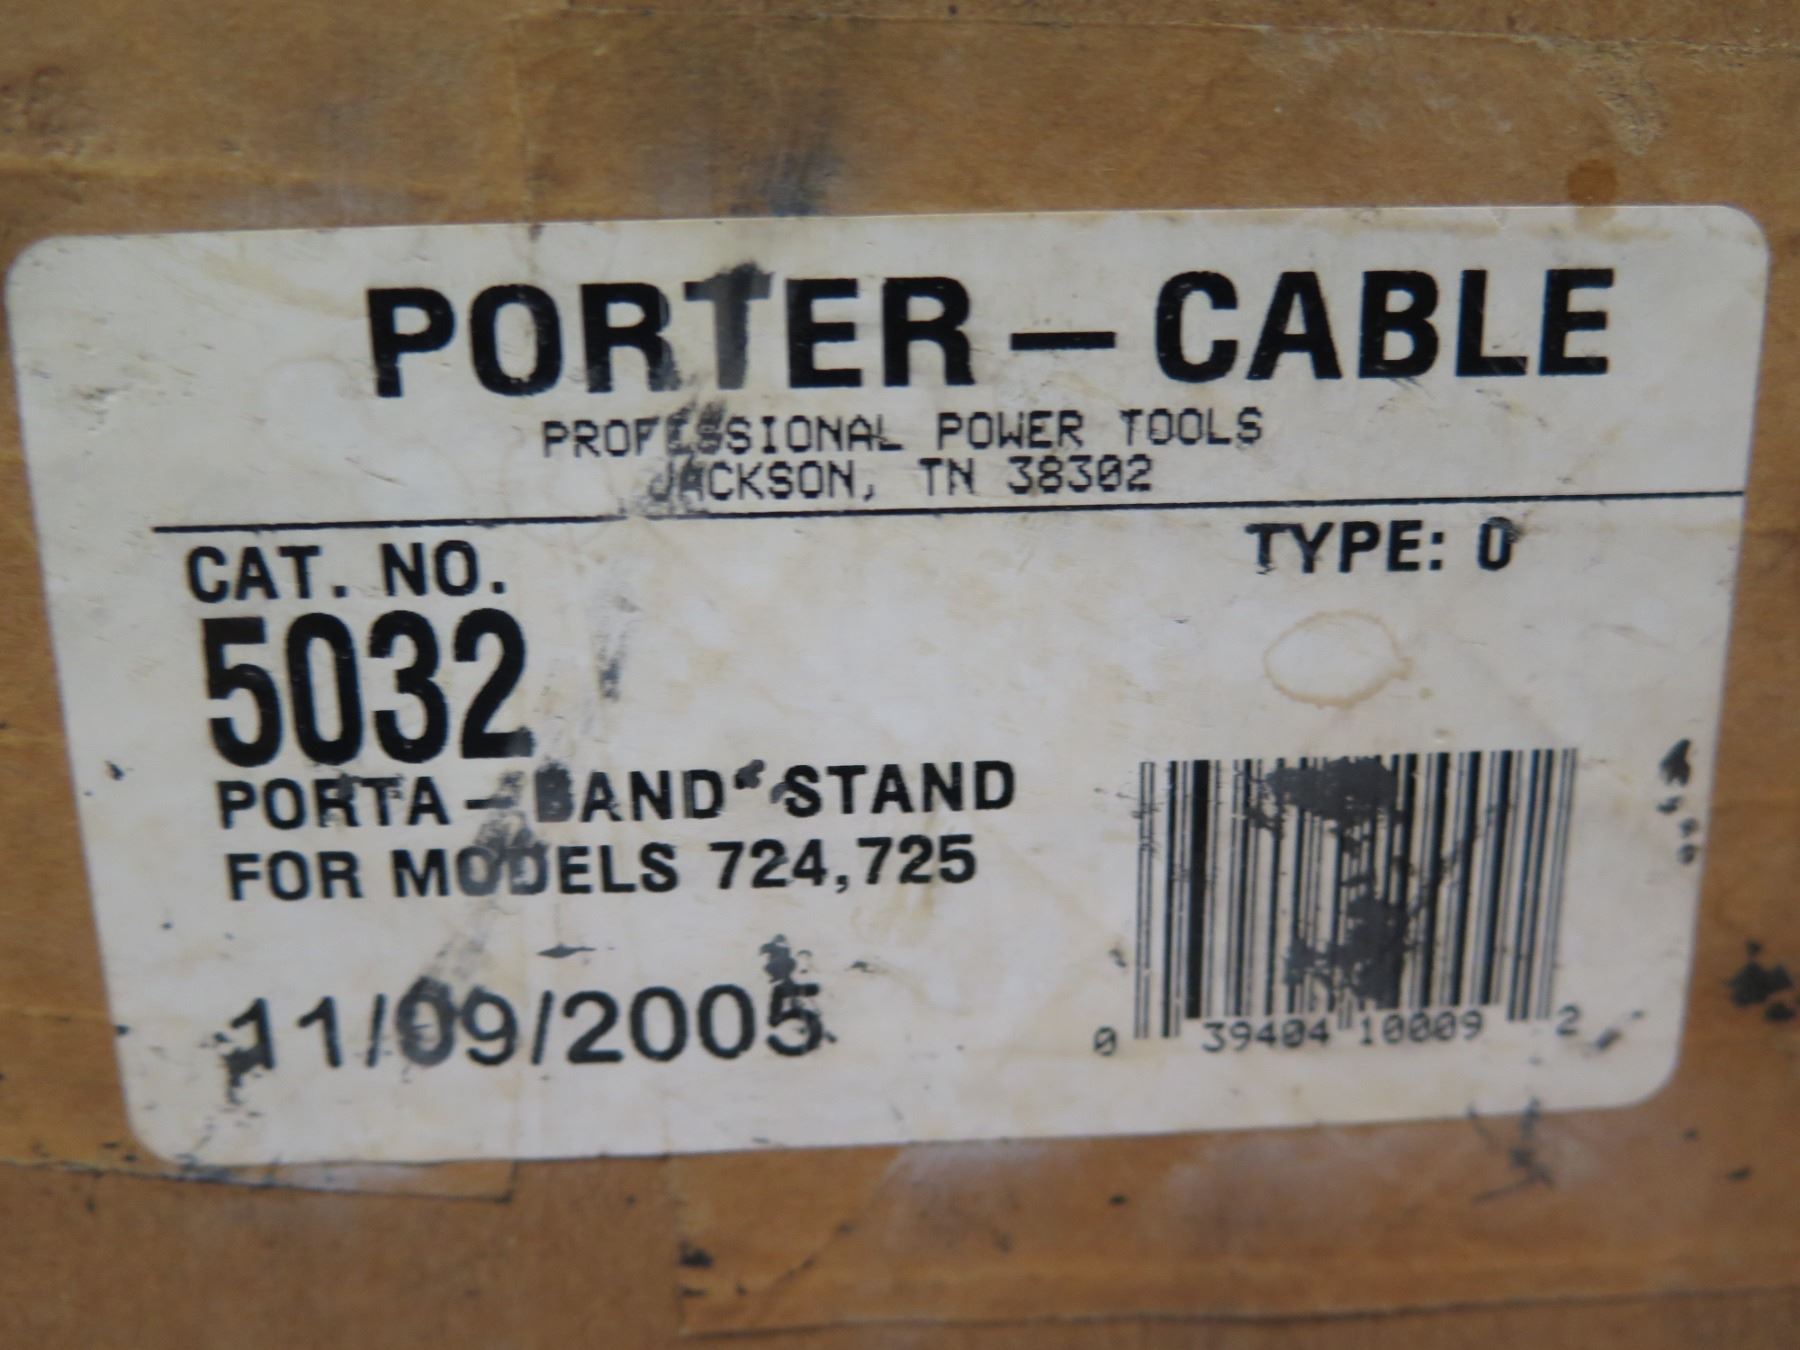 PORTER-CABLE
PROFESSIONAL POWER TOOLS
JACKSON, TN 38302
CAT. NO.
TYPE: 0
5032
PORTA-BAND STAND
FOR MODELS 724,725
11/09/2005
0 39404 10009 2